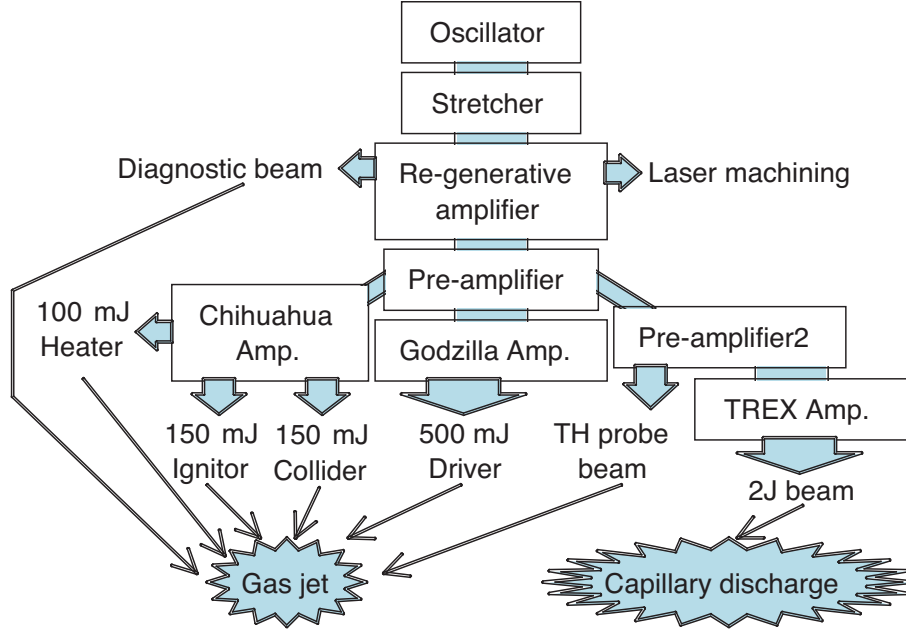 Oscillator
Stretcher
Diagnostic beam
Re-generative
amplifier
Laser machining
Pre-amplifier
100 mJ
Heater
Chihuahua
Amp.
Godzilla Amp.
Pre-amplifier2
TREX Amp.
150 mJ
Ignitor
150 mJ
Collider
500 mJ
Driver
TH probe
beam
2J beam
Gas jet
Capillary discharge